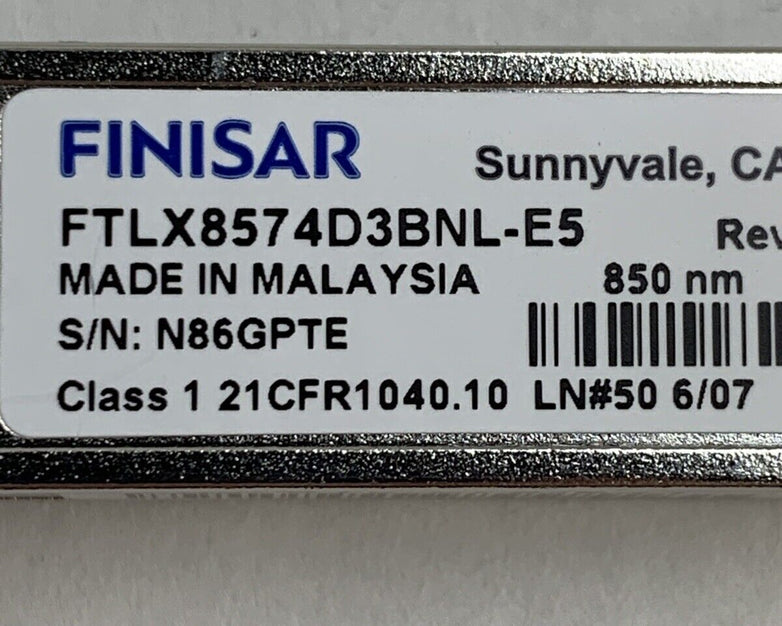 FINISAR Sunnyvale, CA
FTLX8574D3BNL-E5 Rev
MADE IN MALAYSIA 850 nm
S/N: N86GPTE
Class 1 21CFR1040.10 LN#50 6/07